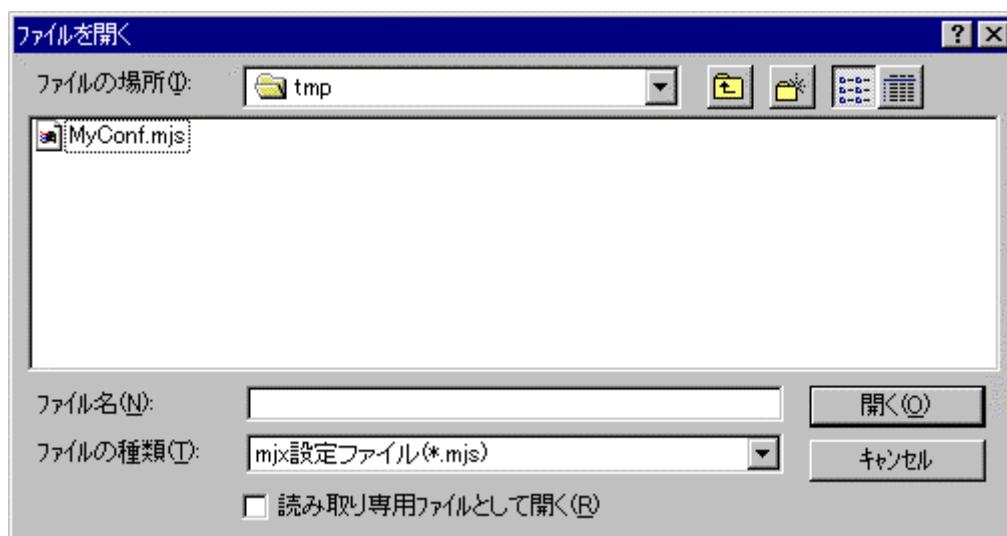 ファイルを開く
ファイルの場所(I):
tmp
MyConf.mjs
ファイル名(N):
開く(O)
ファイルの種類(T):
mjx設定ファイル(*.mjs)
キャンセル
読み取り専用ファイルとして開く(R)